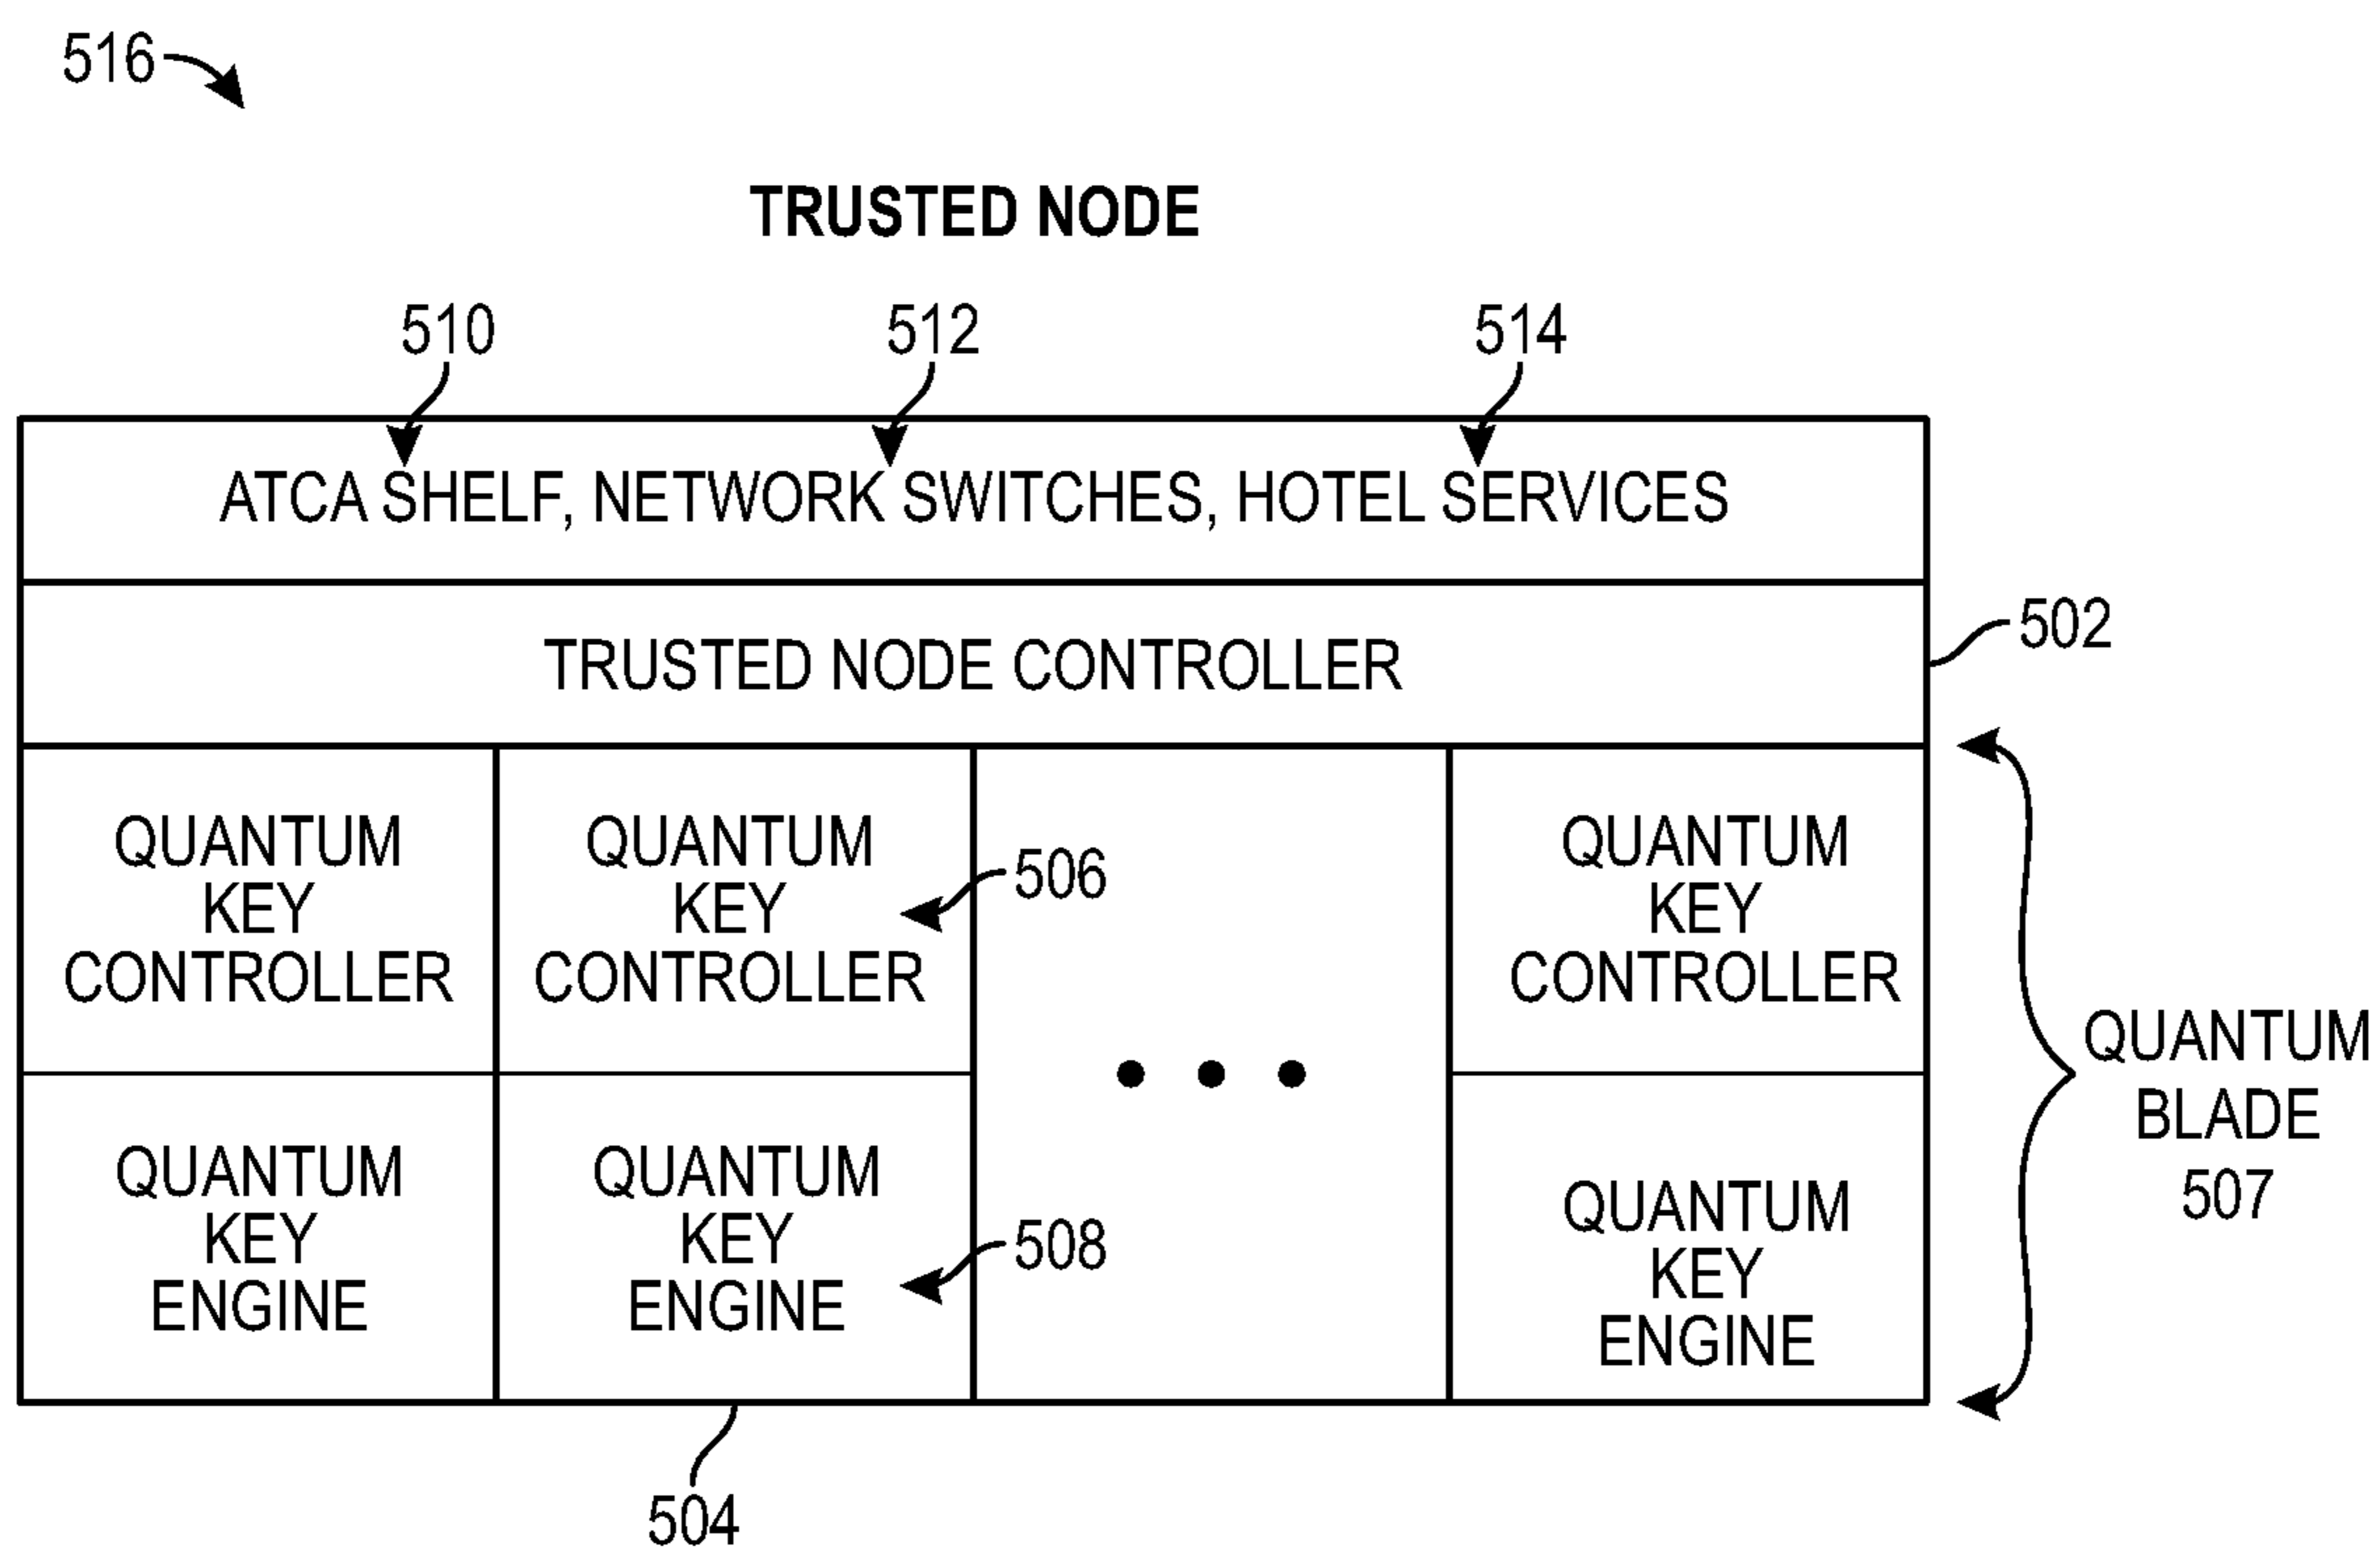 516
TRUSTED NODE
510 512 514
ATCA SHELF, NETWORK SWITCHES, HOTEL SERVICES
502
TRUSTED NODE CONTROLLER
QUANTUM
KEY
CONTROLLER
QUANTUM
KEY
CONTROLLER
506
QUANTUM
KEY
CONTROLLER
QUANTUM
KEY
ENGINE
QUANTUM
KEY
ENGINE
508
QUANTUM
KEY
ENGINE
QUANTUM
BLADE
507
504